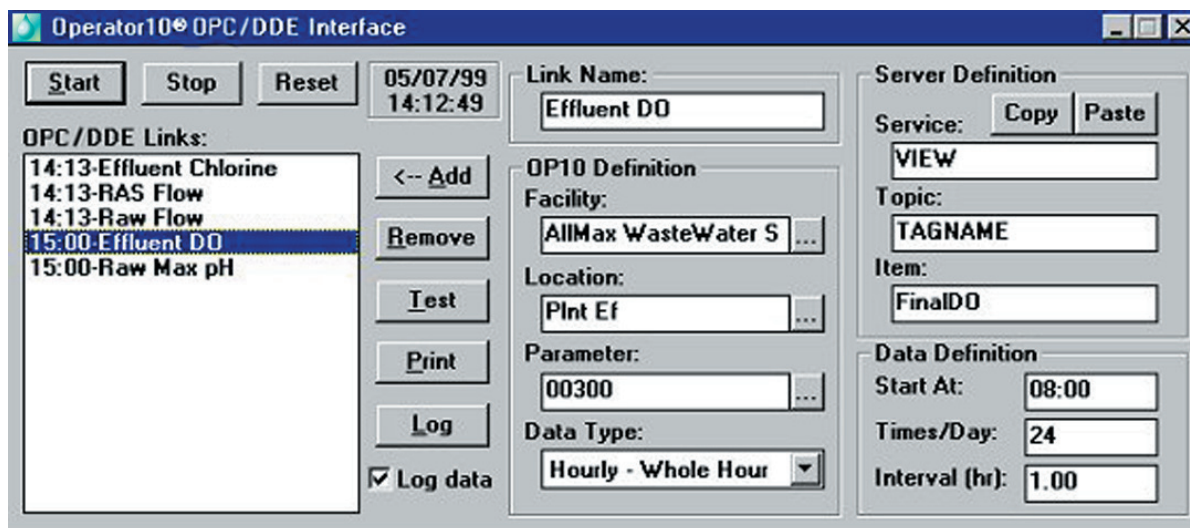 Operator10® OPC/DDE Interface
Start Stop Reset
05/07/99
14:12:49
OPC/DDE Links:
14:13-Effluent Chlorine
14:13-RAS Flow
14:13-Raw Flow
15:00-Effluent DO
15:00-Raw Max pH
<-- Add
Remove
Test
Print
Log
Log data
Link Name:
Effluent DO
OP10 Definition
Facility:
AllMax WasteWater S ...
Location:
Plnt Ef ...
Parameter:
00300 ...
Data Type:
Hourly - Whole Hour
Server Definition
Copy Paste
Service:
VIEW
Topic:
TAGNAME
Item:
FinalDO
Data Definition
Start At: 08:00
Times/Day: 24
Interval (hr): 1.00